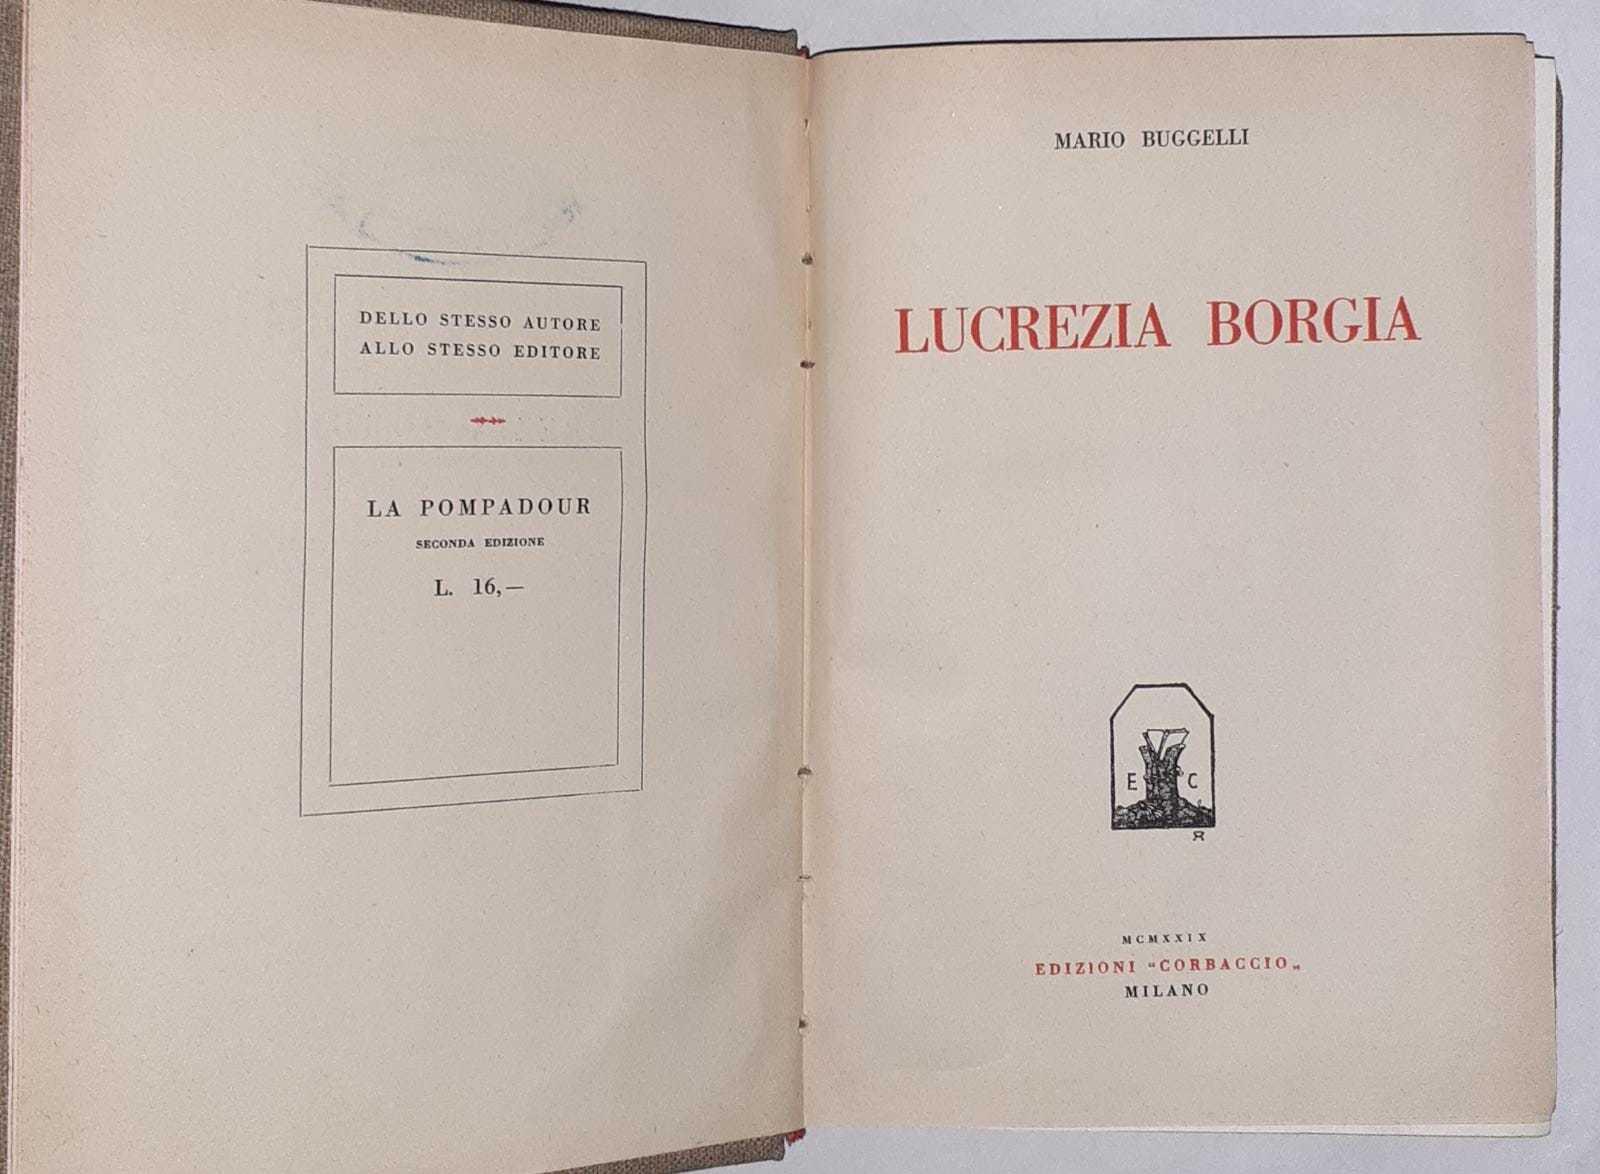 DELLO STESSO AUTORE
ALLO STESSO EDITORE
LA POMPADOUR
SECONDA EDIZIONE
L. 16,—
MARIO BUGGELLI
LUCREZIA BORGIA
E C
MCMXXIX
EDIZIONI "CORBACCIO„
MILANO